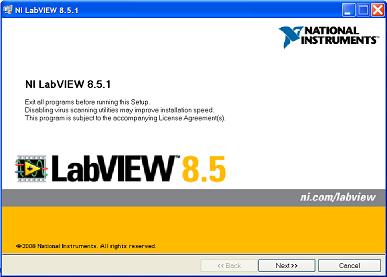 NI LabVIEW 8.5.1
NATIONAL
INSTRUMENTS™
NI LabVIEW 8.5.1
Exit all programs before running this Setup.
Disabling virus scanning utilities may improve installation speed.
This program is subject to the accompanying License Agreement(s).
LabVIEW™ 8.5
ni.com/labview
©2008 National Instruments. All rights reserved.
<< Back
Next >>
Cancel